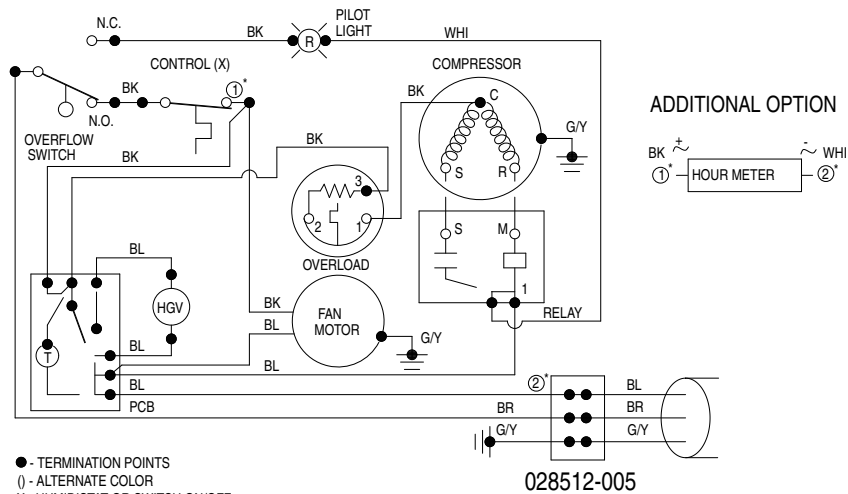 N.C.
BK
R
PILOT
LIGHT
WHI
CONTROL (X)
COMPRESSOR
BK
1*
N.O.
BK
C
G/Y
OVERFLOW
SWITCH
BK
BK
S
R
3
2
1
OVERLOAD
S
M
1
RELAY
ADDITIONAL OPTION
BK
+
~
-
~
WHI
1*
HOUR METER
2*
BL
HGV
BK
FAN
MOTOR
BL
G/Y
T
BL
BL
BL
PCB
2*
BL
BR
BR
G/Y
G/Y
028512-005
● - TERMINATION POINTS
() - ALTERNATE COLOR